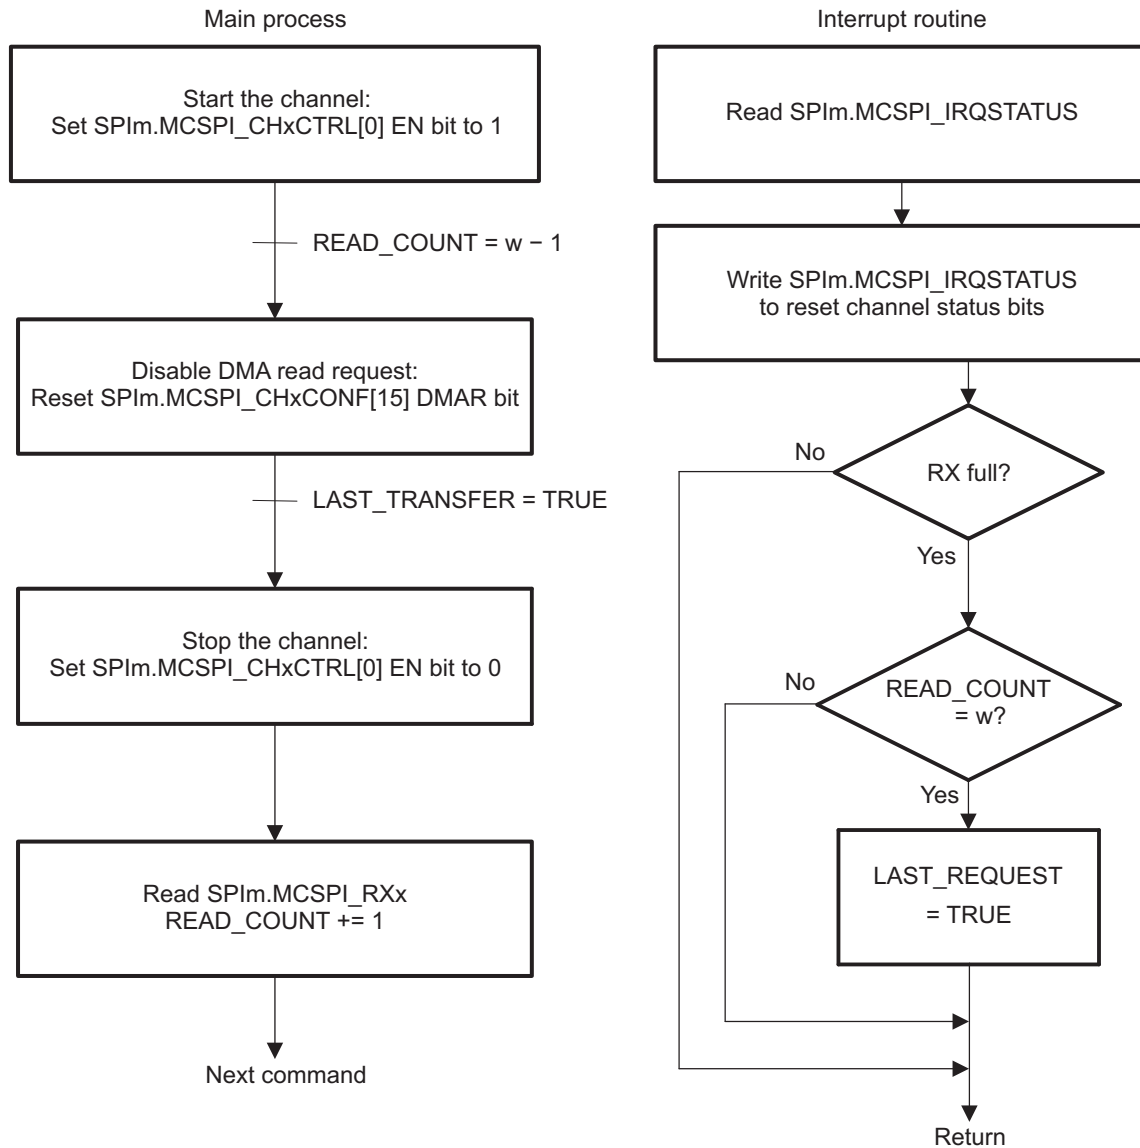 Main process
Start the channel:
Set SPIm.MCSPI_CHxCTRL[0] EN bit to 1
READ_COUNT = w − 1
Disable DMA read request:
Reset SPIm.MCSPI_CHxCONF[15] DMAR bit
LAST_TRANSFER = TRUE
Stop the channel:
Set SPIm.MCSPI_CHxCTRL[0] EN bit to 0
Read SPIm.MCSPI_RXx
READ_COUNT += 1
Next command
Interrupt routine
Read SPIm.MCSPI_IRQSTATUS
Write SPIm.MCSPI_IRQSTATUS
to reset channel status bits
RX full?
No
Yes
READ_COUNT
= w?
No
Yes
LAST_REQUEST
= TRUE
Return